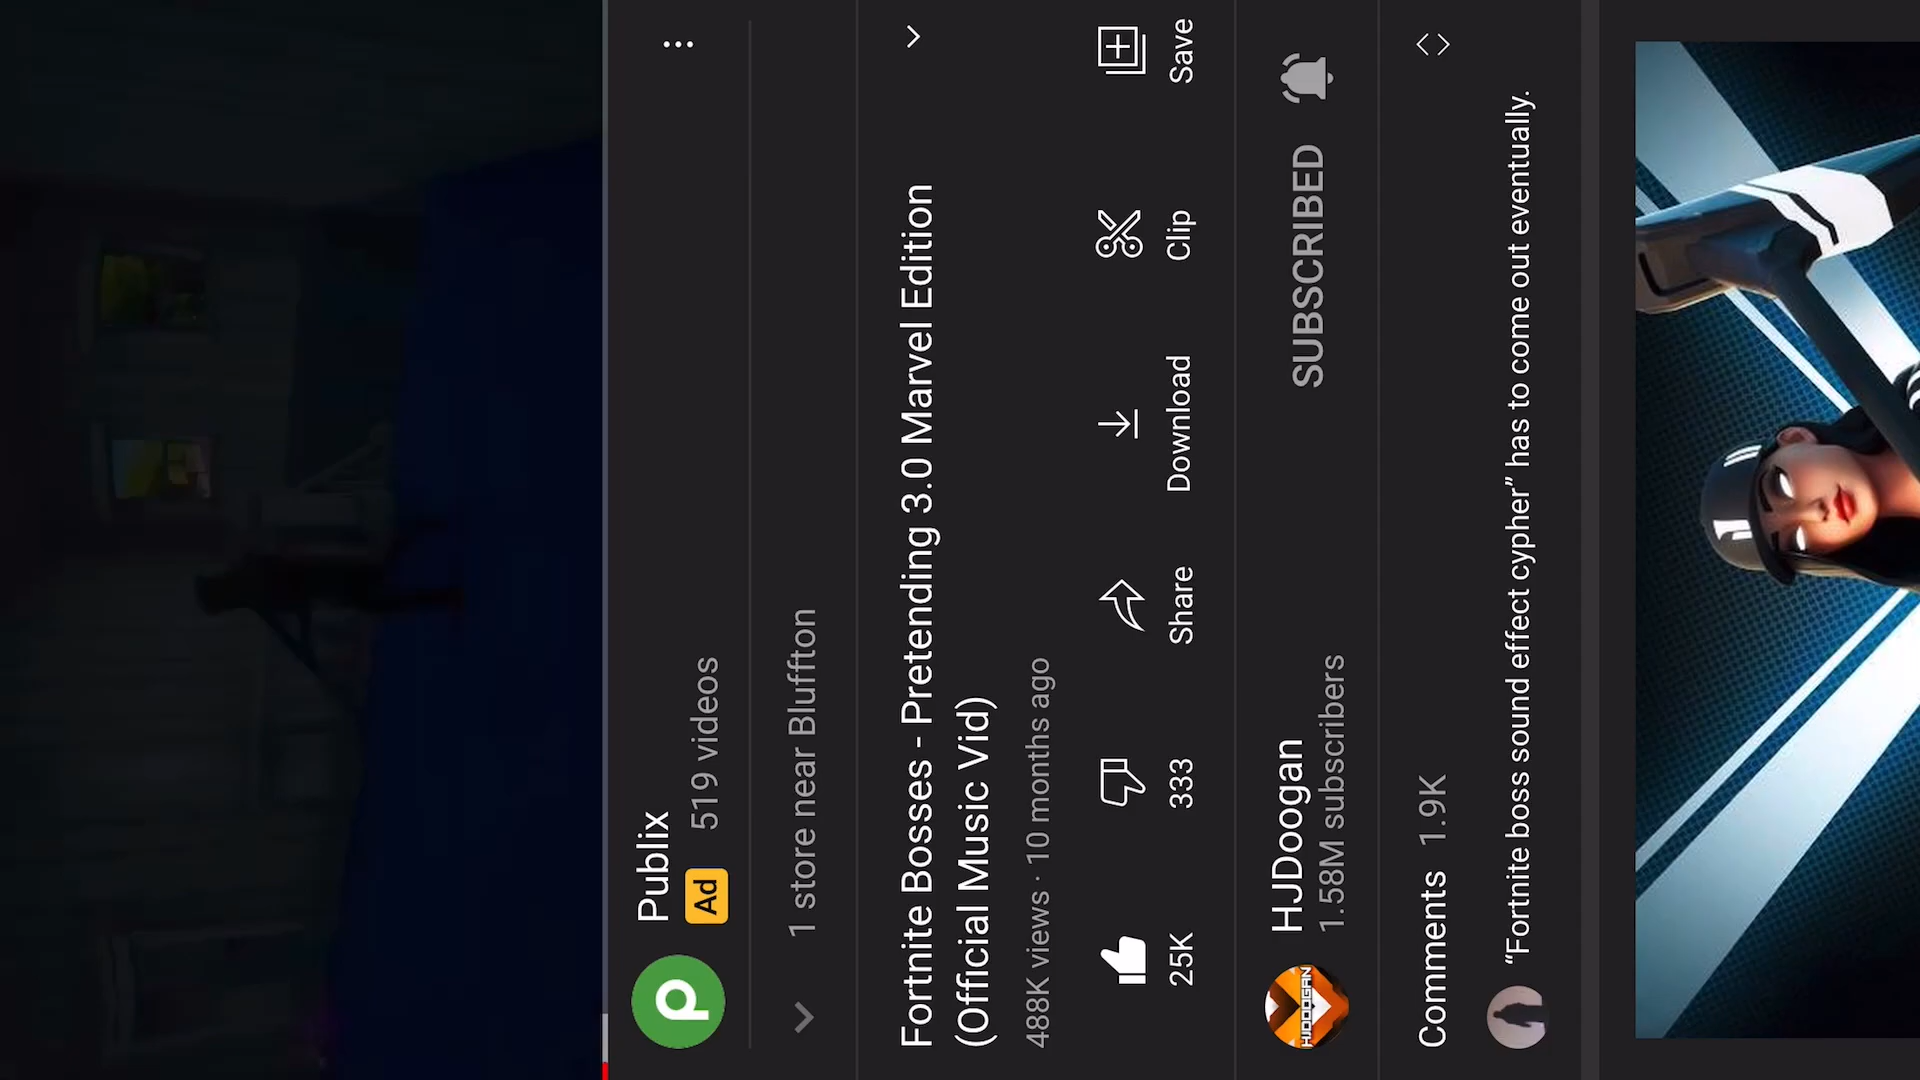 Publix
Ad 519 videos
1 store near Bluffton
Fortnite Bosses - Pretending 3.0 Marvel Edition
(Official Music Vid)
488K views · 10 months ago
25K
333
Share
Download
Clip
Save
HJDoogan
1.58M subscribers
SUBSCRIBED
HJDOOGAN
Comments 1.9K
“Fortnite boss sound effect cypher” has to come out eventually.